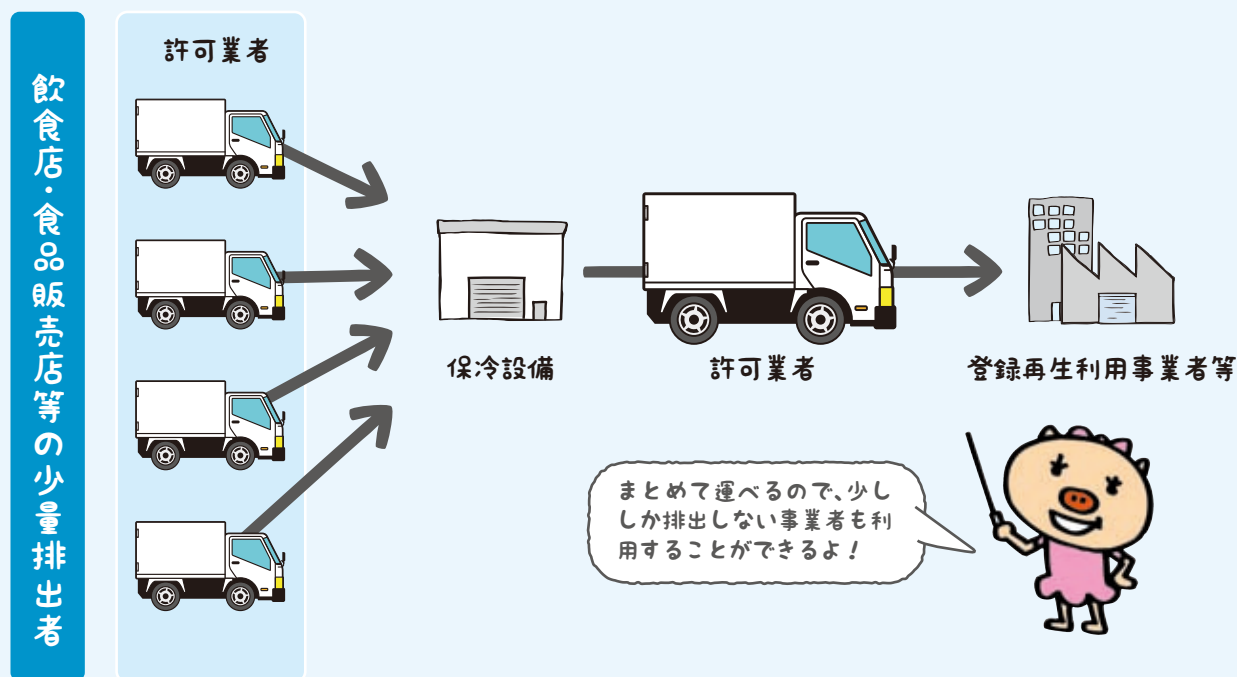 飲食店・食品販売店等の少量排出者
許可業者
保冷設備
許可業者
登録再生利用事業者等
まとめて運べるので、少し
しか排出しない事業者も利
用することができるよ！